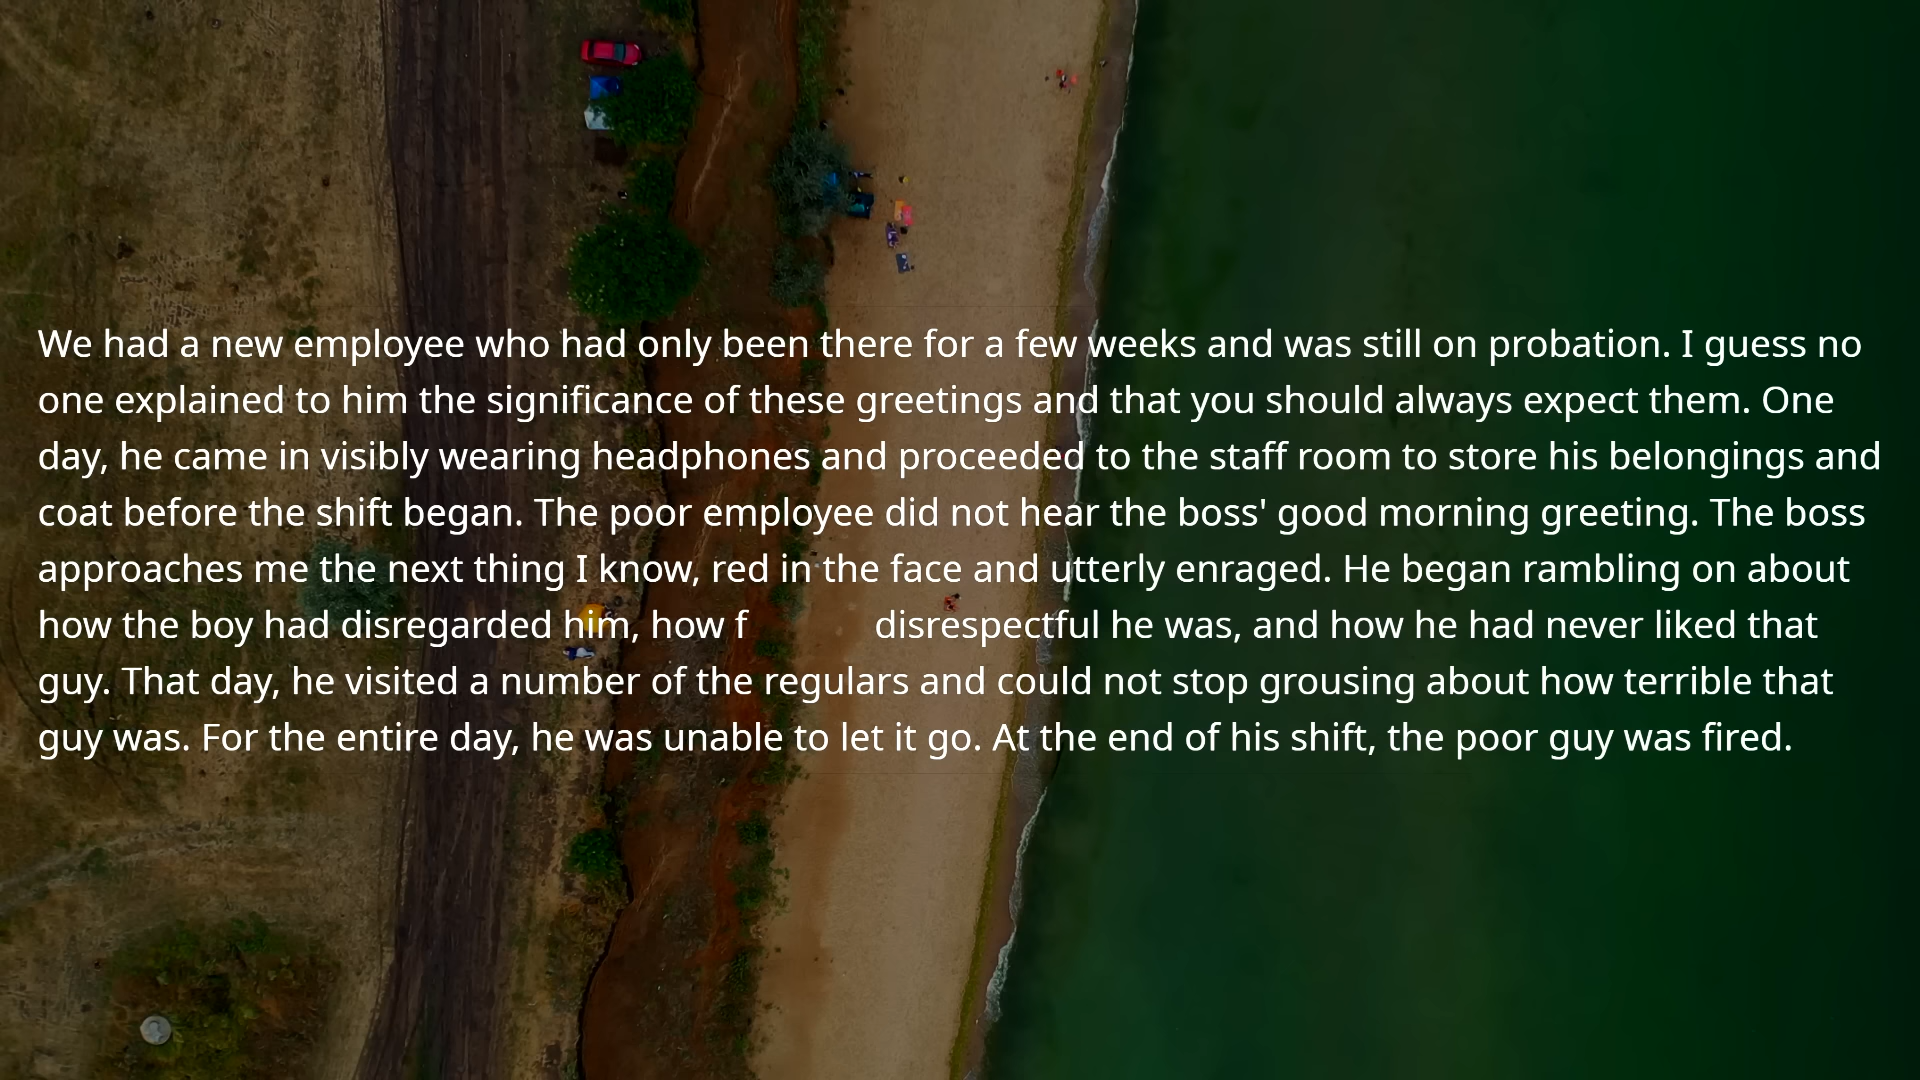 We had a new employee who had only been there for a few weeks and was still on probation. I guess no
one explained to him the significance of these greetings and that you should always expect them. One
day, he came in visibly wearing headphones and proceeded to the staff room to store his belongings and
coat before the shift began. The poor employee did not hear the boss' good morning greeting. The boss
approaches me the next thing I know, red in the face and utterly enraged. He began rambling on about
how the boy had disregarded him, how f disrespectful he was, and how he had never liked that
guy. That day, he visited a number of the regulars and could not stop grousing about how terrible that
guy was. For the entire day, he was unable to let it go. At the end of his shift, the poor guy was fired.